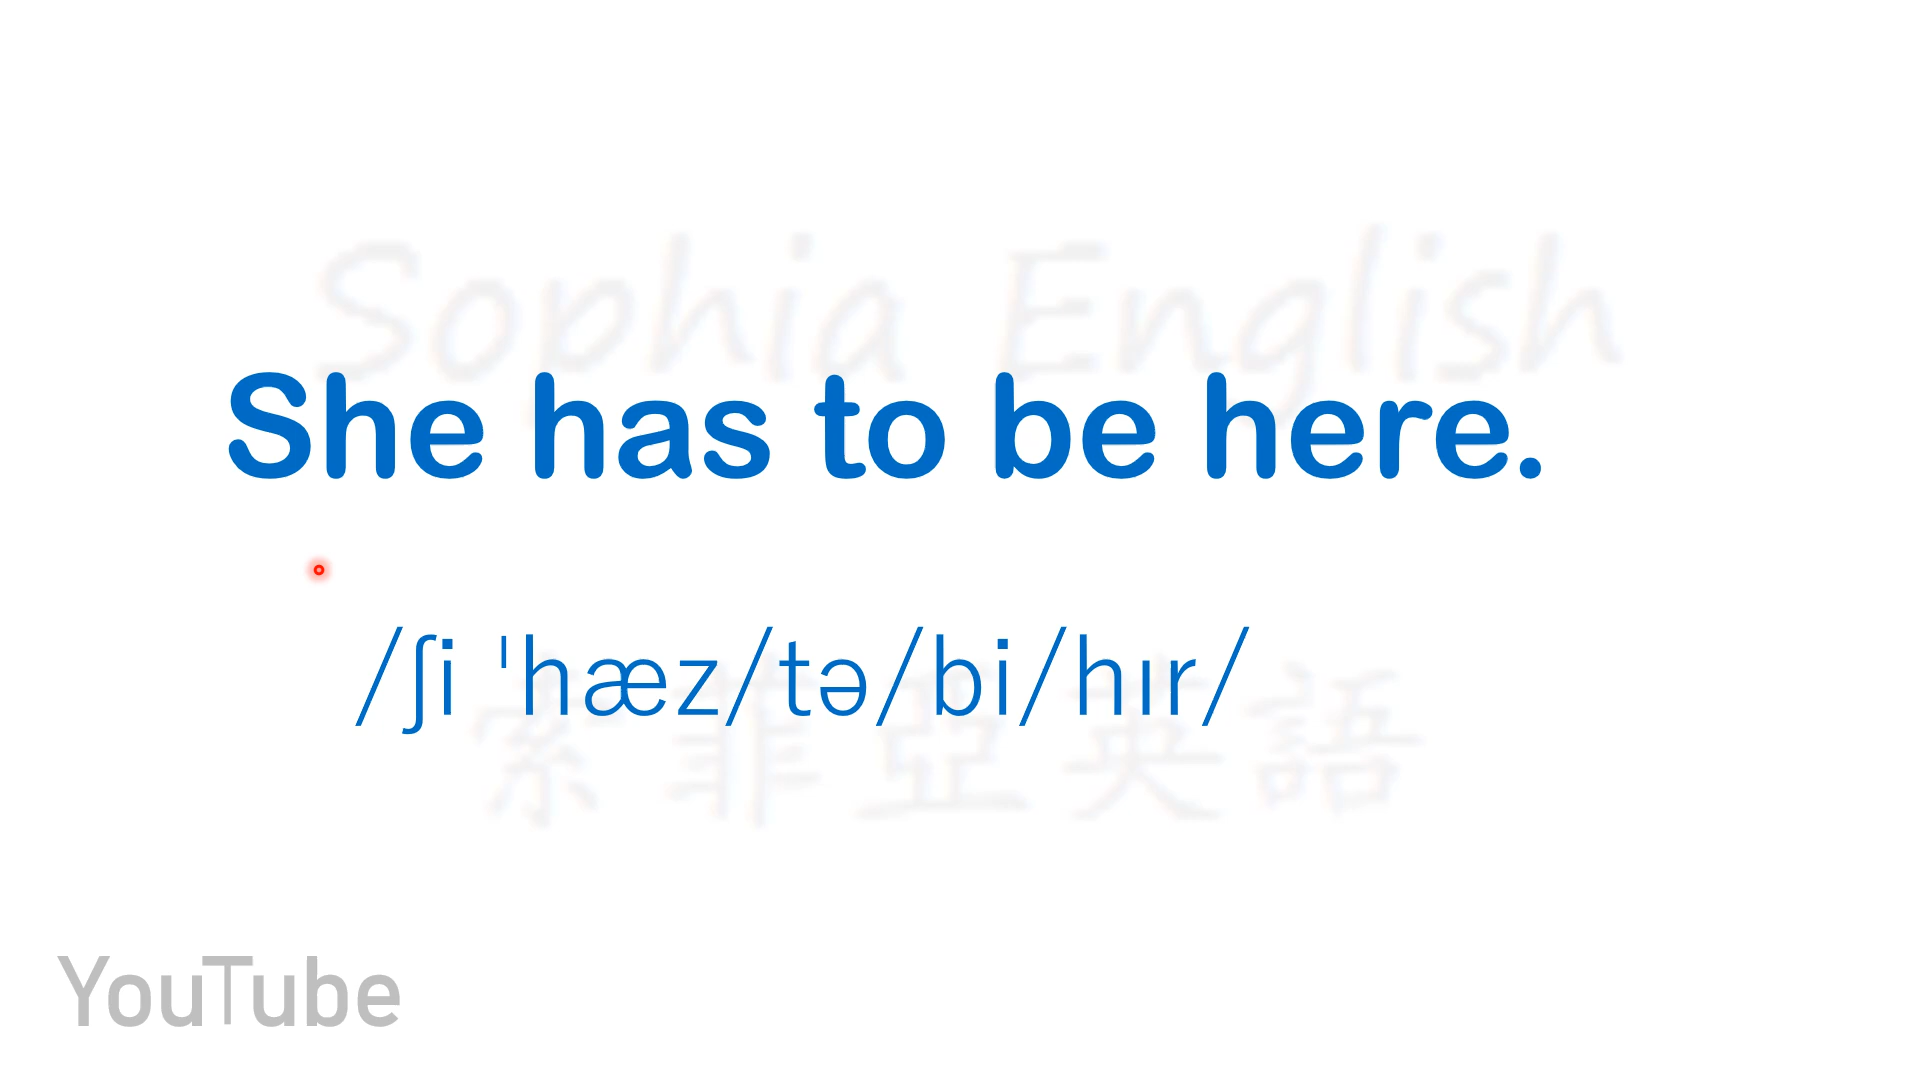 Sophia English
She has to be here.
/ʃi ˈhæz/tə/bi/hɪr/
索菲亞英語
YouTube